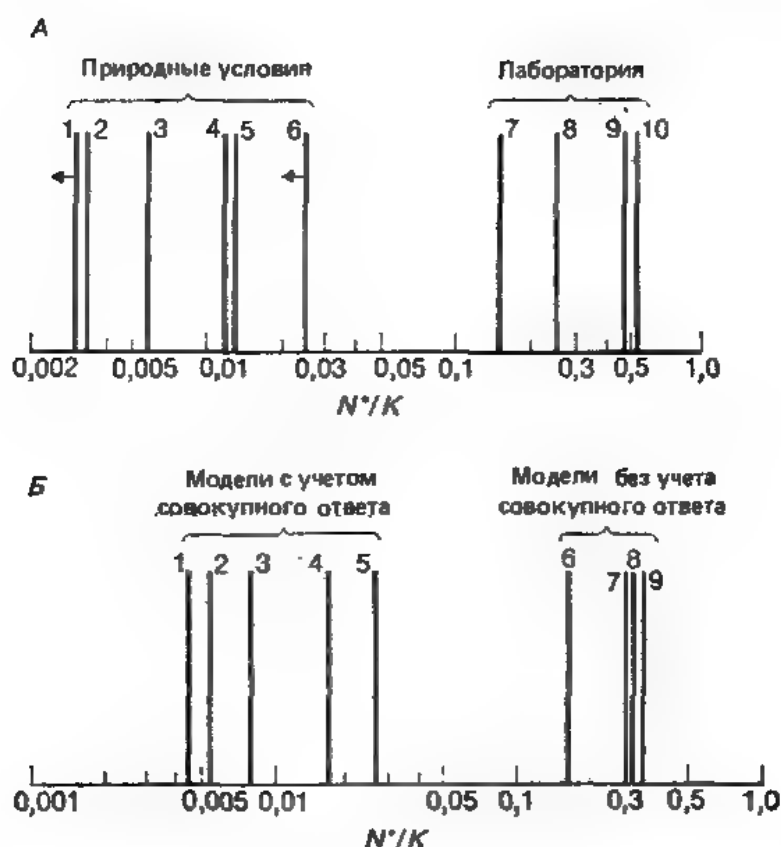 А
Природные условия Лаборатория
1 2 3 4 5 6 7 8 9 10
0,002 0,005 0,01 0,03 0,05 0,1 0,3 0,5 1,0
N*/K
Б
Модели с учетом
совокупного ответа
Модели без учета
совокупного ответа
1 2 3 4 5 6 7 8 9
0,001 0,005 0,01 0,05 0,1 0,3 0,5 1,0
N*/K